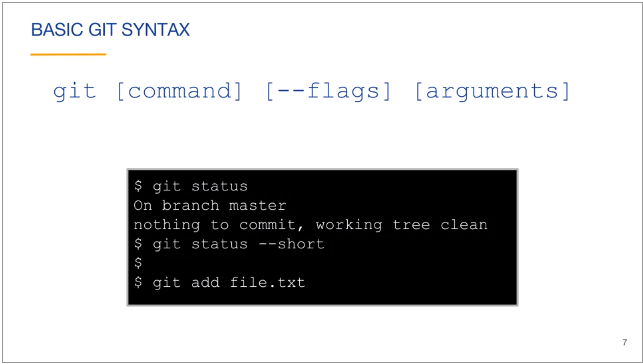 BASIC GIT SYNTAX
git [command] [--flags] [arguments]
$ git status
On branch master
nothing to commit, working tree clean
$ git status --short
$
$ git add file.txt
7